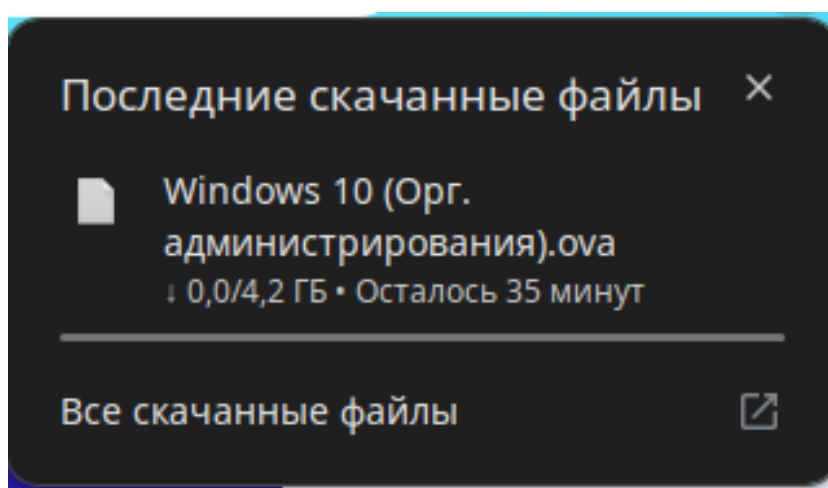 Последние скачанные файлы
Windows 10 (Орг.
администрирования).ova
↓ 0,0/4,2 ГБ • Осталось 35 минут
Все скачанные файлы